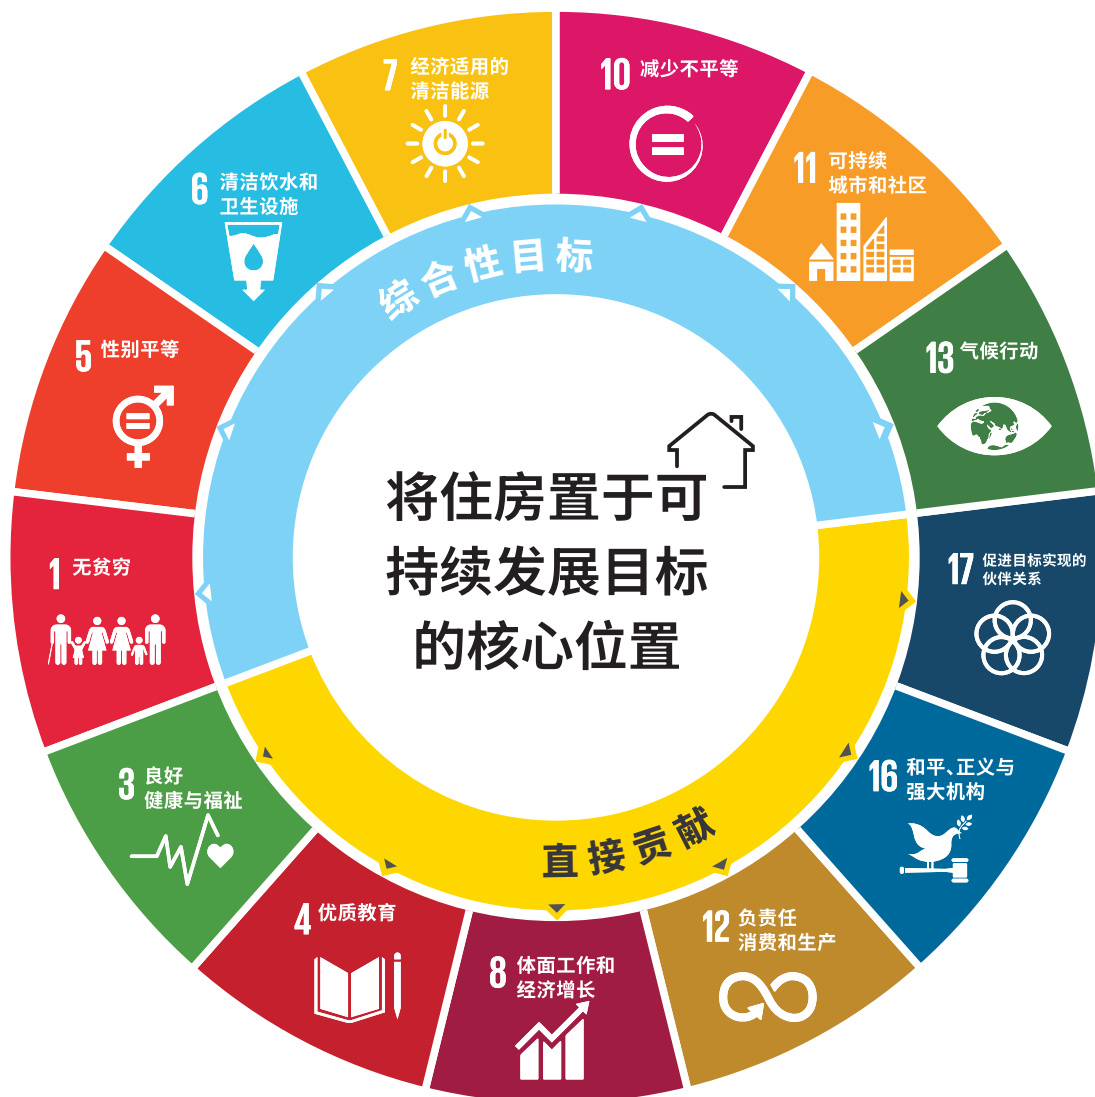 7 经济适用的
清洁能源
10 减少不平等
6 清洁饮水和
卫生设施
11 可持续
城市和社区
综合性目标
5 性别平等
13 气候行动
将住房置于可
持续发展目标
的核心位置
1 无贫穷
17 促进目标实现的
伙伴关系
3 良好
健康与福祉
16 和平、正义与
强大机构
直接贡献
4 优质教育
12 负责任
消费和生产
8 体面工作和
经济增长